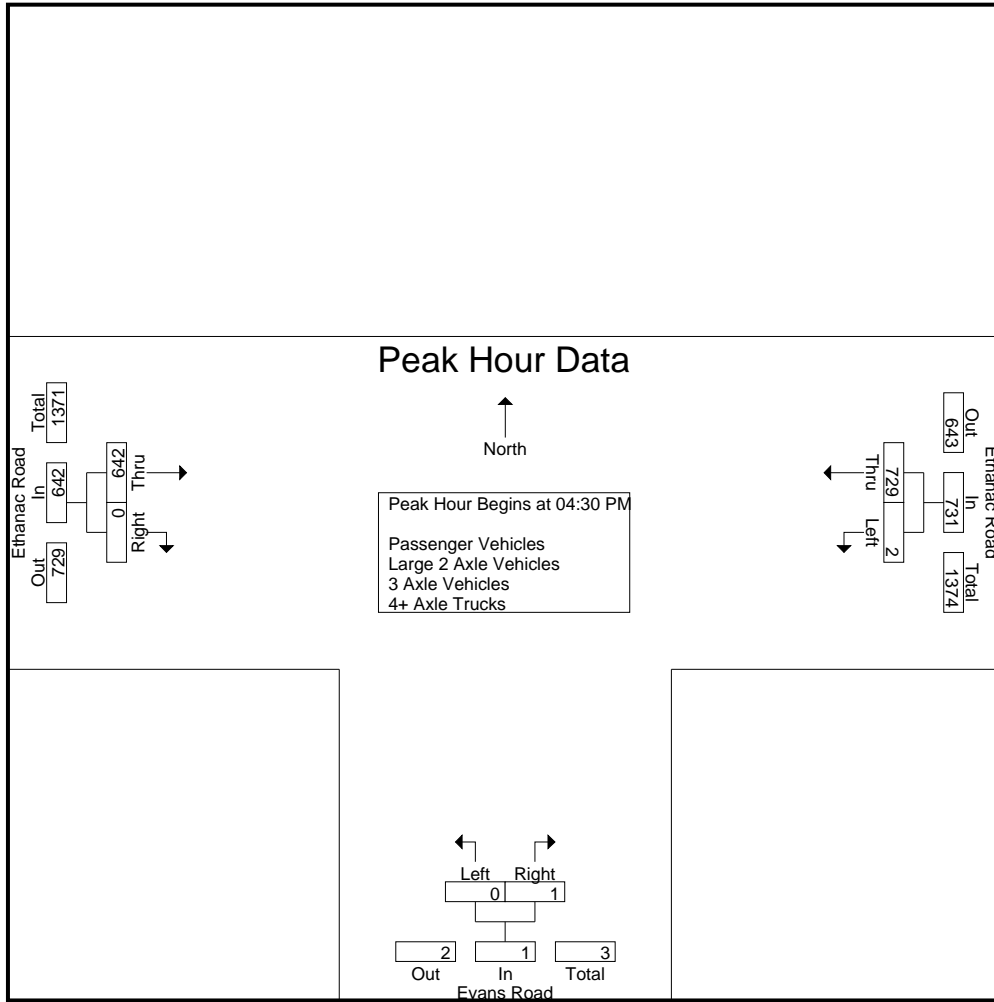 Peak Hour Data
North
Peak Hour Begins at 04:30 PM
Passenger Vehicles
Large 2 Axle Vehicles
3 Axle Vehicles
4+ Axle Trucks
Ethanac Road
Out
In
Total
729
642
1371
Right
Thru
0
642
Out
In
Total
643
731
1374
Ethanac Road
Thru
Left
729
2
Left Right
0 1
2 1 3
Out In Total
Evans Road